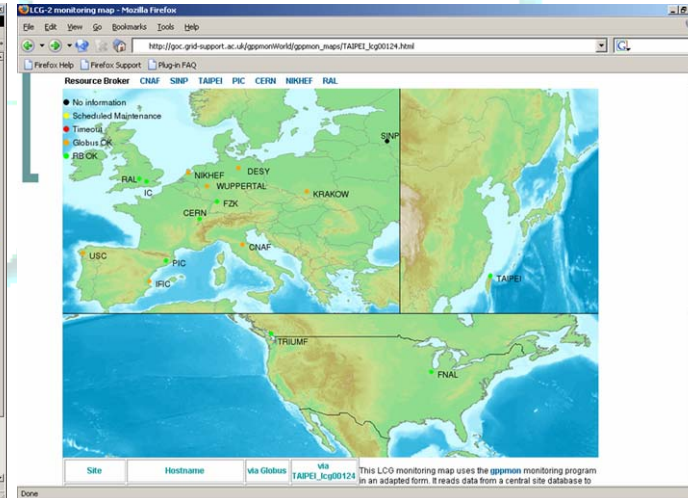 LCG-2 monitoring map - Mozilla Firefox
File Edit View Go Bookmarks Tools Help
http://goc.grid-support.ac.uk/gppmonWorld/gppmon_maps/TAIPEI_lcg00124.html
Firefox Help Firefox Support Plug-in FAQ
Resource Broker CNAF SINP TAIPEI PIC CERN NIKHEF RAL
No information
Scheduled Maintenance
Timeout
Globus OK
RB OK
SINP
RAL
IC
NIKHEF
DESY
WUPPERTAL
KRAKOW
FZK
CERN
CNAF
USC
PIC
IFIC
TAIPEI
TRIUMF
FNAL
Site Hostname via Globus via TAIPEI_lcg00124
This LCG monitoring map uses the gppmon monitoring program
in an adapted form. It reads data from a central site database to
Done